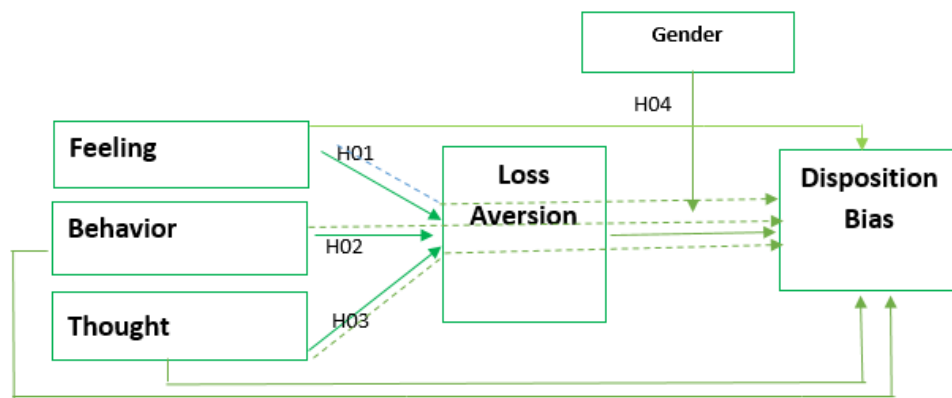 Gender
H04
Feeling
H01
Loss
Aversion
Disposition
Bias
Behavior
H02
Thought
H03